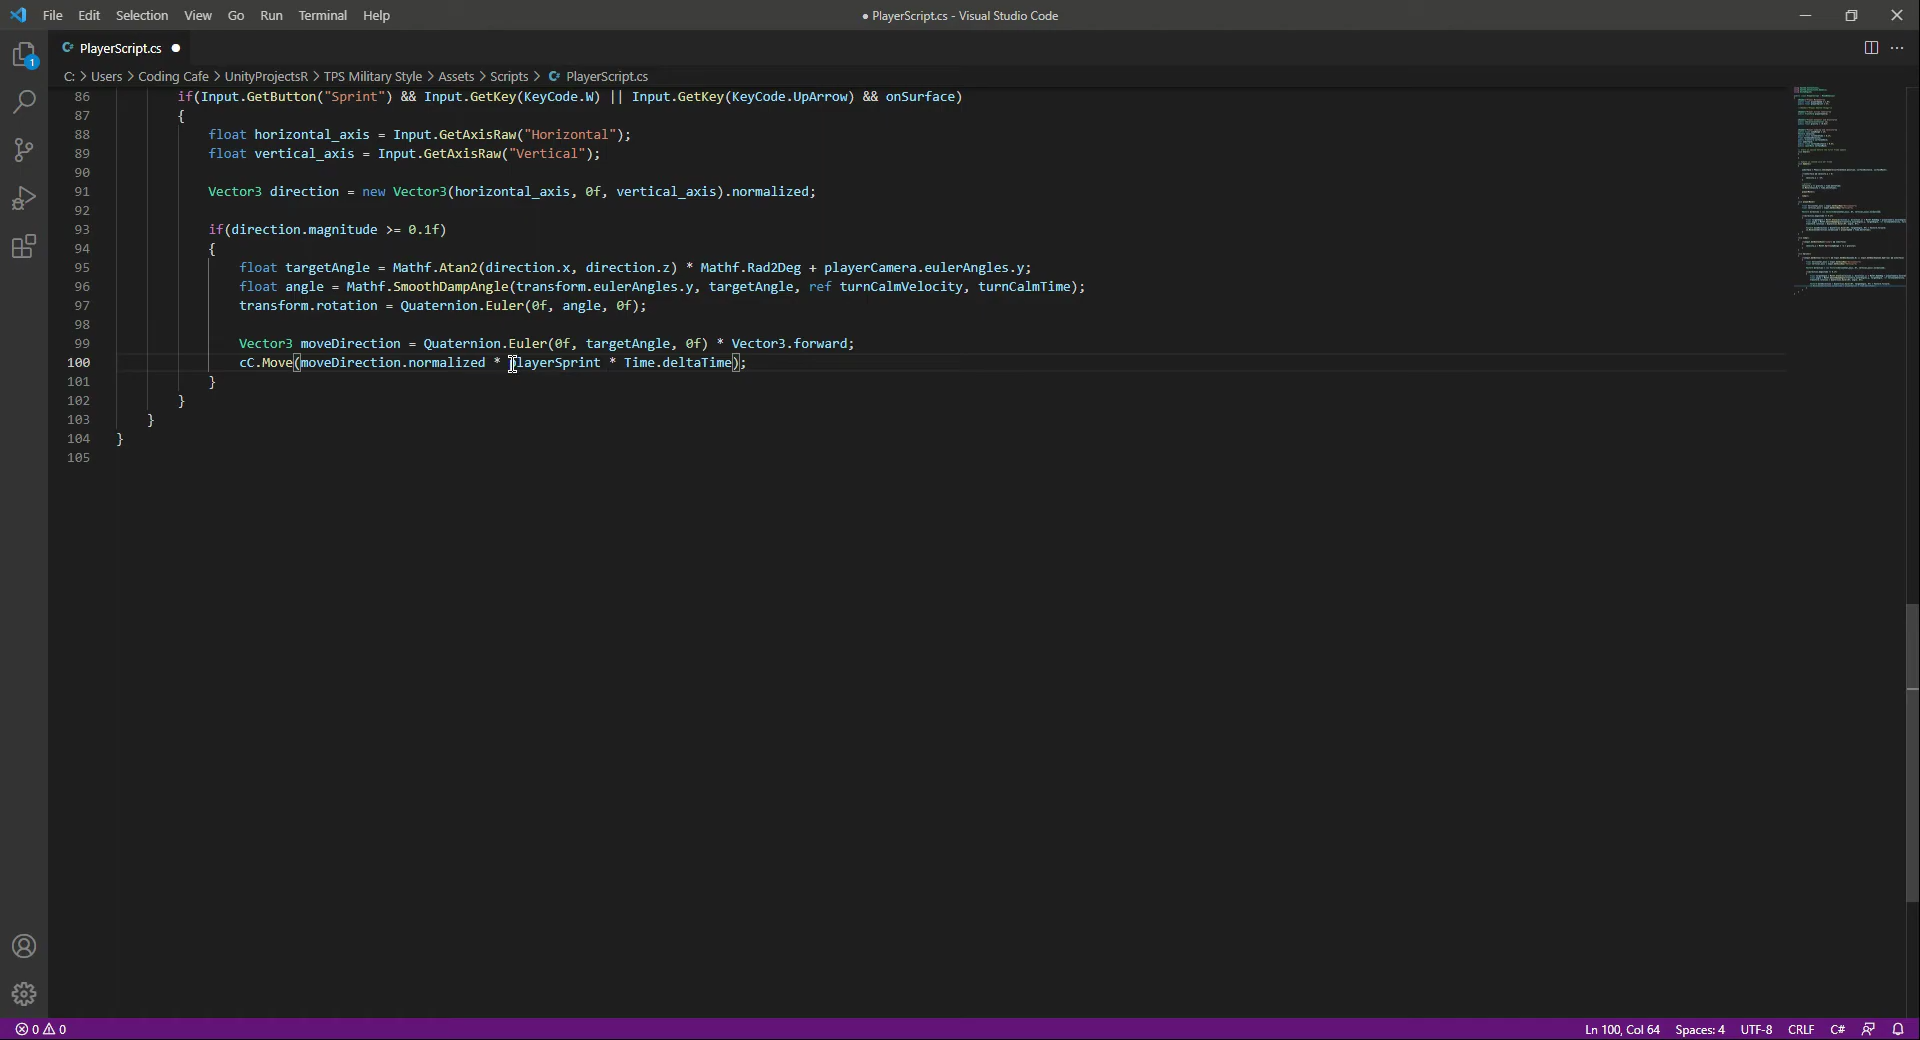 File Edit Selection View Go Run Terminal Help
● PlayerScript.cs - Visual Studio Code
PlayerScript.cs ●
C: > Users > Coding Cafe > UnityProjectsR > TPS Military Style > Assets > Scripts > PlayerScript.cs
1
86 if(Input.GetButton("Sprint") && Input.GetKey(KeyCode.W) || Input.GetKey(KeyCode.UpArrow) && onSurface)
87 {
88 float horizontal_axis = Input.GetAxisRaw("Horizontal");
89 float vertical_axis = Input.GetAxisRaw("Vertical");
90
91 Vector3 direction = new Vector3(horizontal_axis, 0f, vertical_axis).normalized;
92
93 if(direction.magnitude >= 0.1f)
94 {
95 float targetAngle = Mathf.Atan2(direction.x, direction.z) * Mathf.Rad2Deg + playerCamera.eulerAngles.y;
96 float angle = Mathf.SmoothDampAngle(transform.eulerAngles.y, targetAngle, ref turnCalmVelocity, turnCalmTime);
97 transform.rotation = Quaternion.Euler(0f, angle, 0f);
98
99 Vector3 moveDirection = Quaternion.Euler(0f, targetAngle, 0f) * Vector3.forward;
100 cC.Move(moveDirection.normalized * playerSprint * Time.deltaTime);
101 }
102 }
103 }
104 }
105
0 0 Ln 100, Col 64 Spaces: 4 UTF-8 CRLF C#